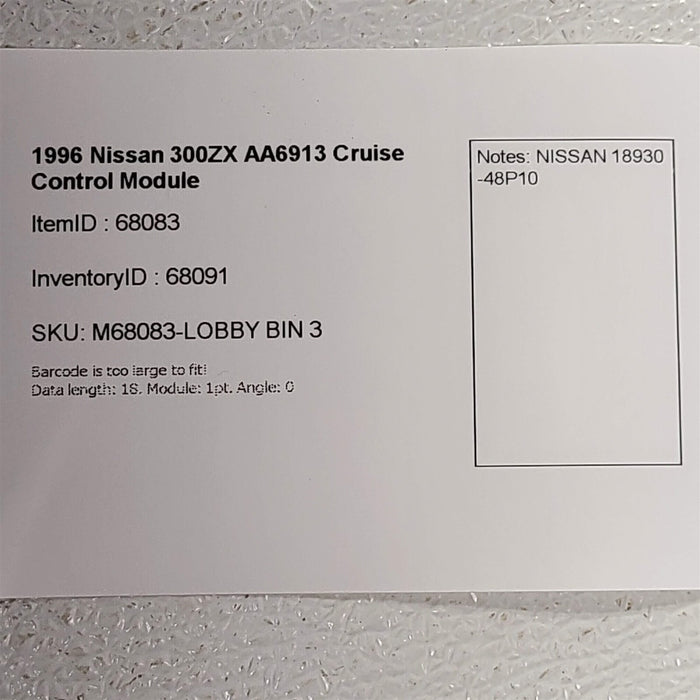 1996 Nissan 300ZX AA6913 Cruise
Control Module
ItemID : 68083
InventoryID : 68091
SKU: M68083-LOBBY BIN 3
Barcode is too large to fit!
Data length: 18. Module: 1pt. Angle: 0
Notes: NISSAN 18930
-48P10